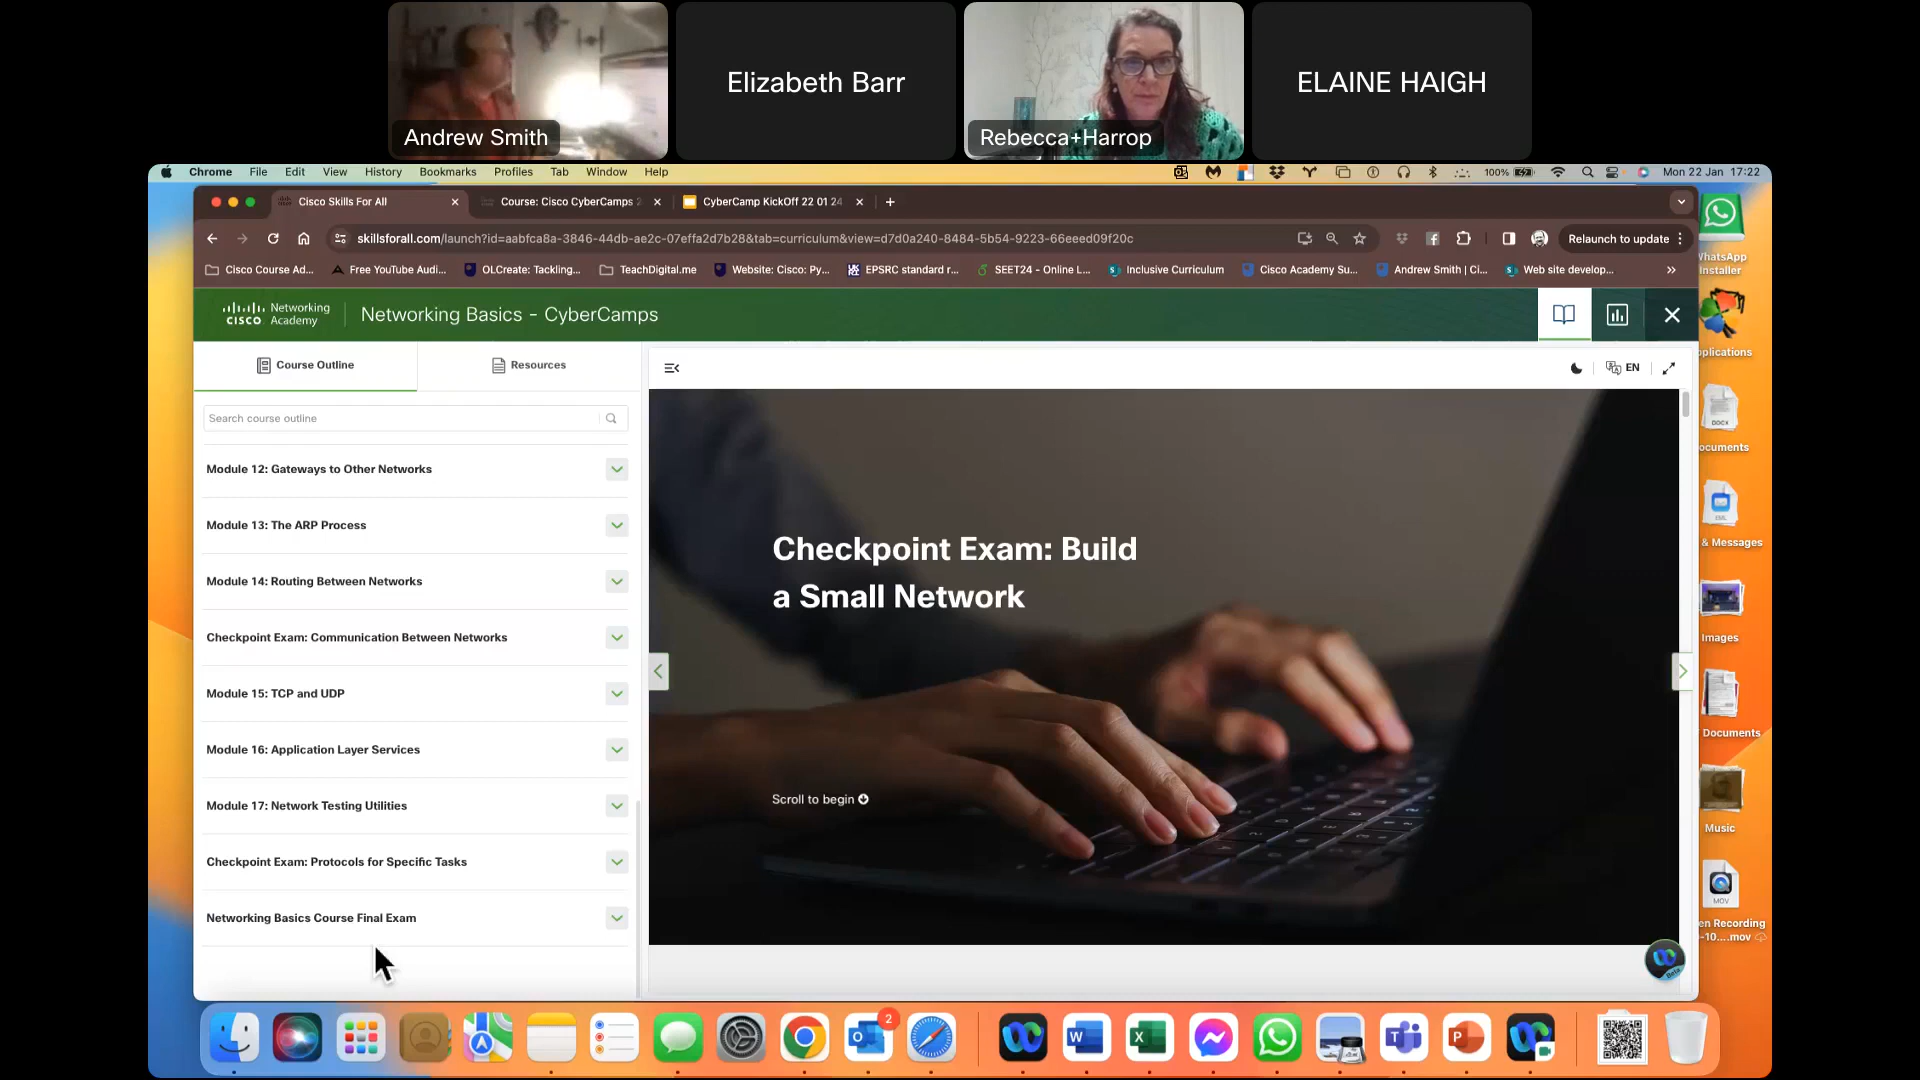 Andrew Smith
Elizabeth Barr
Rebecca+Harrop
ELAINE HAIGH
Chrome File Edit View History Bookmarks Profiles Tab Window Help
100% Mon 22 Jan 17:22
Cisco Skills For All
Course: Cisco CyberCamps 2
CyberCamp KickOff 22 01 24
skillsforall.com/launch?id=aabfca8a-3846-44db-ae2c-07effa2d7b28&tab=curriculum&view=d7d0a240-8484-5b54-9223-66eeed09f20c
Relaunch to update
Cisco Course Ad... Free YouTube Audi... OLCreate: Tackling... TeachDigital.me Website: Cisco: Py... EPSRC standard r... SEET24 - Online L... Inclusive Curriculum Cisco Academy Su... Andrew Smith | Ci... Web site develop...
CISCO Networking Academy
Networking Basics - CyberCamps
Course Outline
Resources
Search course outline
Module 12: Gateways to Other Networks
Module 13: The ARP Process
Module 14: Routing Between Networks
Checkpoint Exam: Communication Between Networks
Module 15: TCP and UDP
Module 16: Application Layer Services
Module 17: Network Testing Utilities
Checkpoint Exam: Protocols for Specific Tasks
Networking Basics Course Final Exam
EN
Checkpoint Exam: Build
a Small Network
Scroll to begin
WhatsApp
Installer
plications
DOCX
ocuments
& Messages
Images
Documents
Music
MOV
en Recording
-10....mov
Beta
2